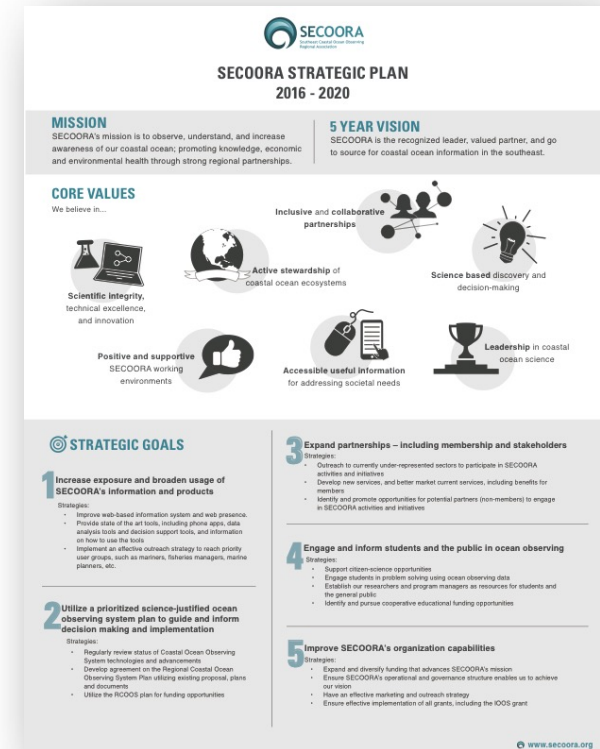 SECOORA
Southeast Coastal Ocean Observing
Regional Association
SECOORA STRATEGIC PLAN
2016 - 2020
MISSION
SECOORA's mission is to observe, understand, and increase
awareness of our coastal ocean; promoting knowledge, economic
and environmental health through strong regional partnerships.
5 YEAR VISION
SECOORA is the recognized leader, valued partner, and go
to source for coastal ocean information in the southeast.
CORE VALUES
We believe in...
Inclusive and collaborative
partnerships
Scientific integrity,
technical excellence,
and innovation
Active stewardship of
coastal ocean ecosystems
Science based discovery and
decision-making
Positive and supportive
SECOORA working
environments
Accessible useful information
for addressing societal needs
Leadership in coastal
ocean science
STRATEGIC GOALS
1
Increase exposure and broaden usage of
SECOORA's information and products
Strategies:
• Improve web-based information system and web presence.
• Provide state of the art tools, including phone apps, data
analysis tools and decision support tools, and information
on how to use the tools
• Implement an effective outreach strategy to reach priority
user groups, such as mariners, fisheries managers, marine
planners, etc.
2
Utilize a prioritized science-justified ocean
observing system plan to guide and inform
decision making and implementation
Strategies:
• Regularly review status of Coastal Ocean Observing
System technologies and advancements
• Develop agreement on the Regional Coastal Ocean
Observing System Plan utilizing existing proposal, plans
and documents
• Utilize the RCOOS plan for funding opportunities
3
Expand partnerships – including membership and stakeholders
Strategies:
• Outreach to currently under-represented sectors to participate in SECOORA
activities and initiatives
• Develop new services, and better market current services, including benefits for
members
• Identify and promote opportunities for potential partners (non-members) to engage
in SECOORA activities and initiatives
4
Engage and inform students and the public in ocean observing
Strategies:
• Support citizen-science opportunities
• Engage students in problem solving using ocean observing data
• Establish our researchers and program managers as resources for students and
the general public
• Identify and pursue cooperative educational funding opportunities
5
Improve SECOORA's organization capabilities
Strategies:
• Expand and diversify funding that advances SECOORA's mission
• Ensure SECOORA's operational and governance structure enables us to achieve
our vision
• Have an effective marketing and outreach strategy
• Ensure effective implementation of all grants, including the IOOS grant
www.secoora.org